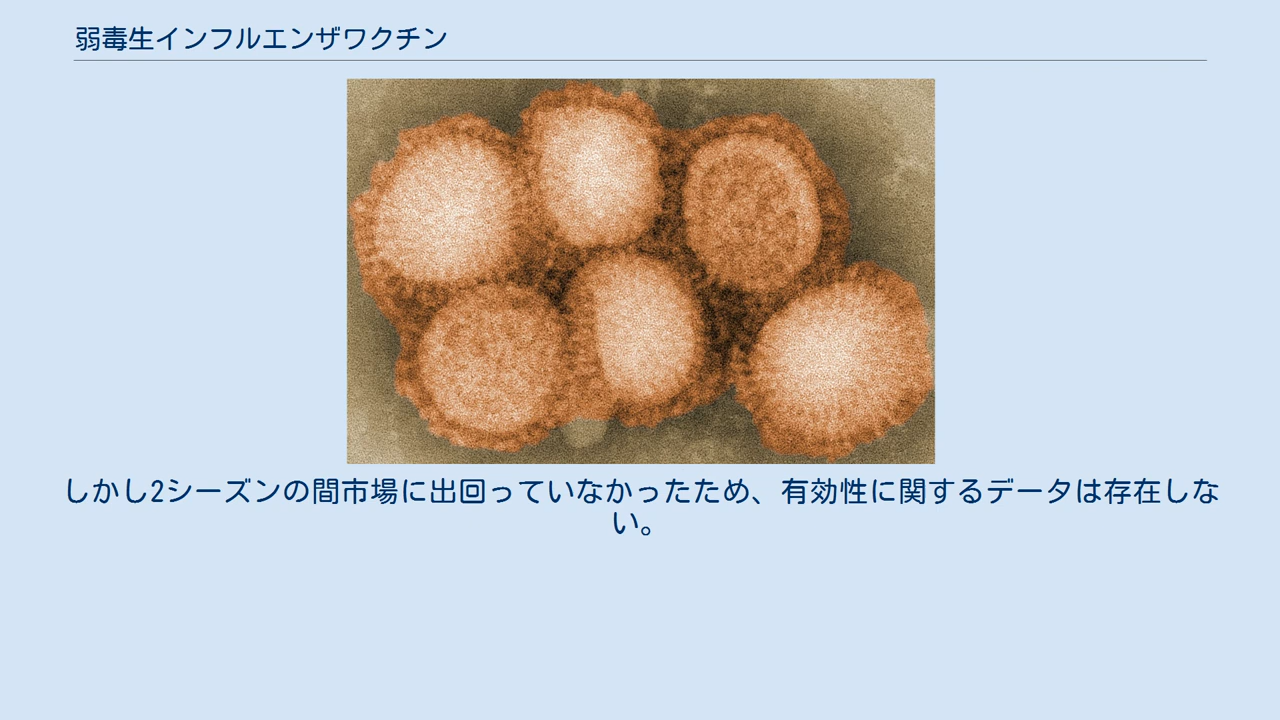 弱毒生インフルエンザワクチン
しかし2シーズンの間市場に出回っていなかったため、有効性に関するデータは存在しな
い。